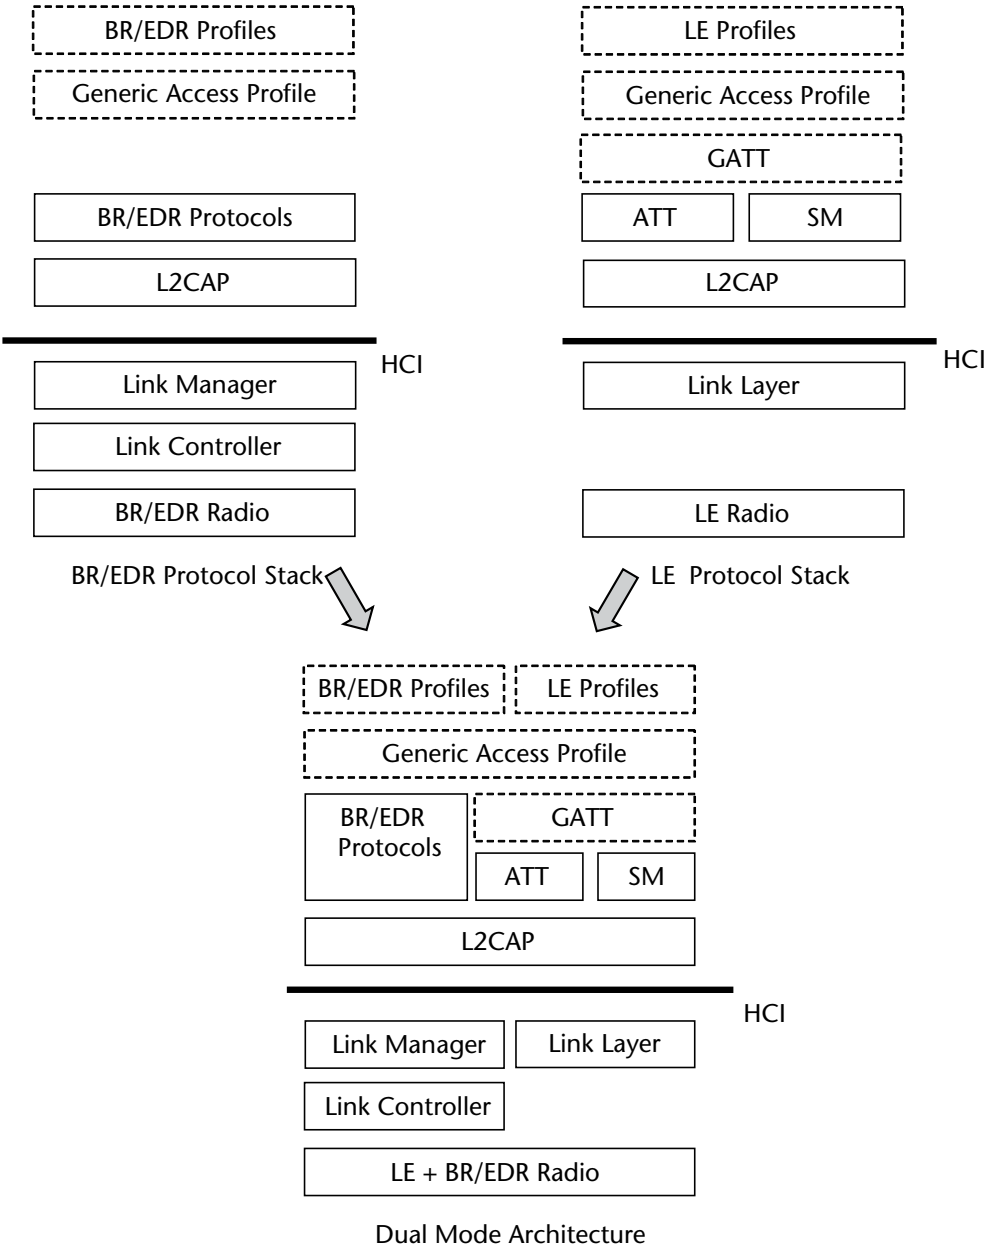 BR/EDR Profiles
Generic Access Profile
BR/EDR Protocols
L2CAP
HCI
Link Manager
Link Controller
BR/EDR Radio
BR/EDR Protocol Stack
LE Profiles
Generic Access Profile
GATT
ATT
SM
L2CAP
HCI
Link Layer
LE Radio
LE Protocol Stack
BR/EDR Profiles
LE Profiles
Generic Access Profile
BR/EDR
Protocols
GATT
ATT
SM
L2CAP
HCI
Link Manager
Link Layer
Link Controller
LE + BR/EDR Radio
Dual Mode Architecture